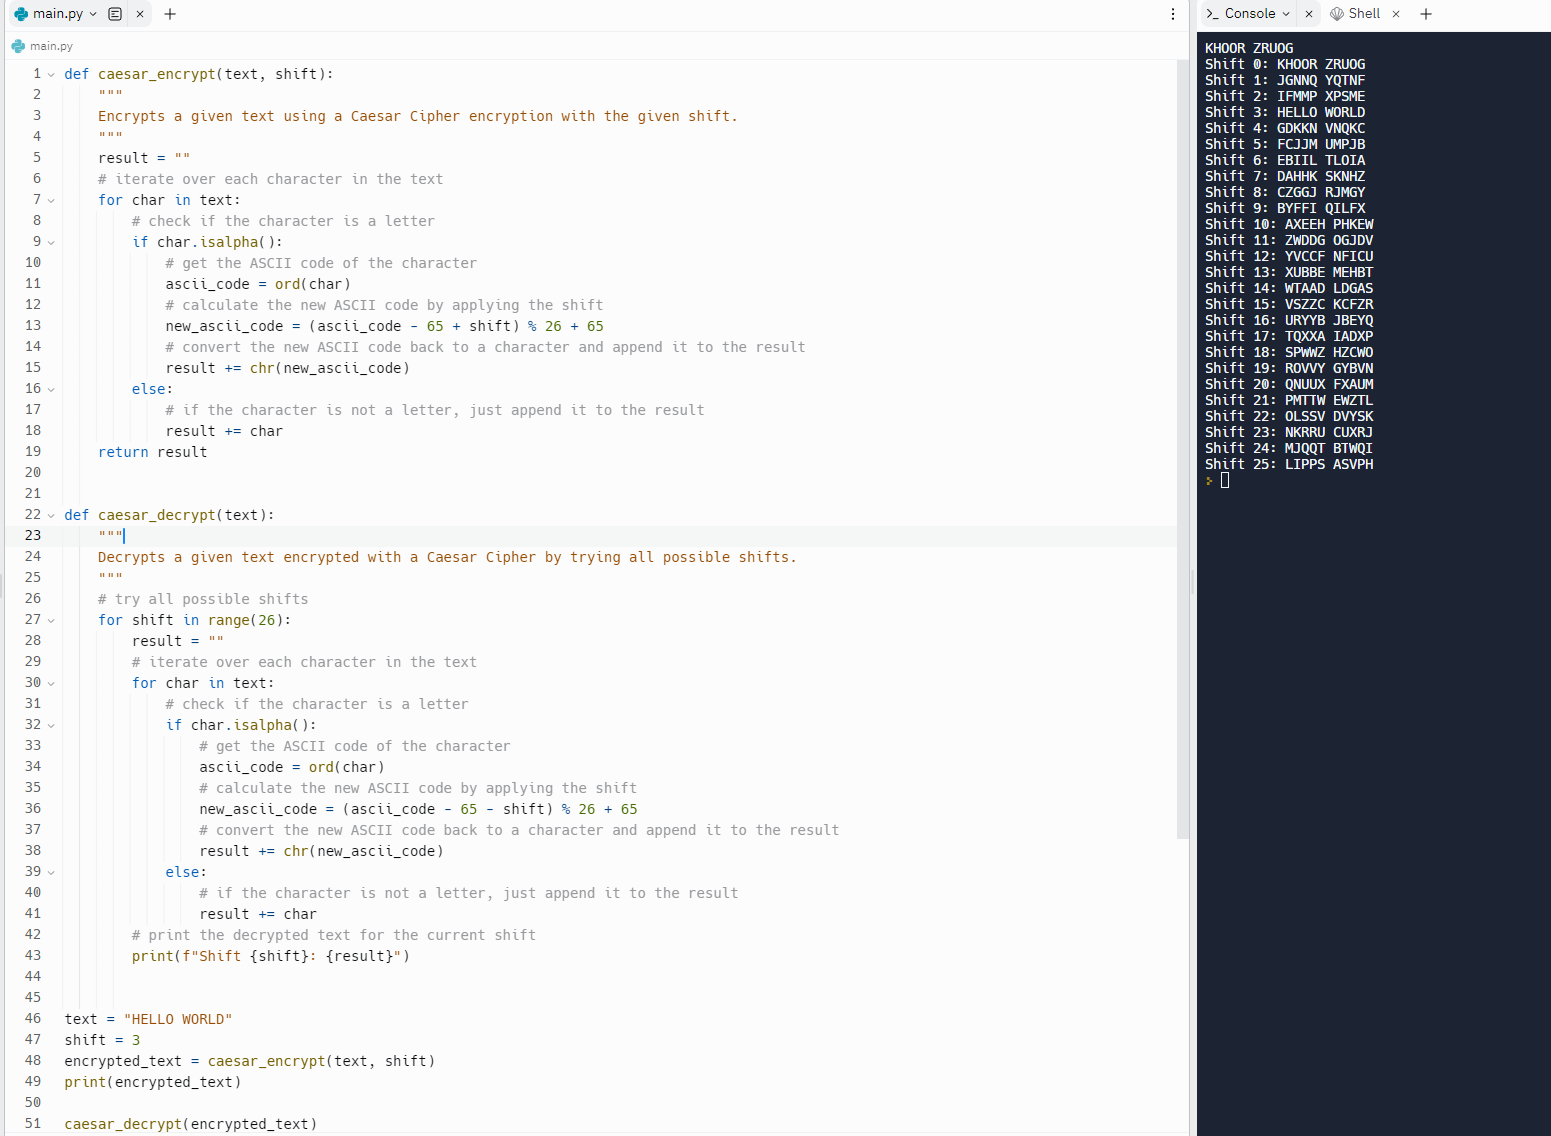 main.py
main.py
1 def caesar_encrypt(text, shift):
2     """
3     Encrypts a given text using a Caesar Cipher encryption with the given shift.
4     """
5     result = ""
6     # iterate over each character in the text
7     for char in text:
8         # check if the character is a letter
9         if char.isalpha():
10             # get the ASCII code of the character
11             ascii_code = ord(char)
12             # calculate the new ASCII code by applying the shift
13             new_ascii_code = (ascii_code - 65 + shift) % 26 + 65
14             # convert the new ASCII code back to a character and append it to the result
15             result += chr(new_ascii_code)
16         else:
17             # if the character is not a letter, just append it to the result
18             result += char
19     return result
20
21
22 def caesar_decrypt(text):
23     """
24     Decrypts a given text encrypted with a Caesar Cipher by trying all possible shifts.
25     """
26     # try all possible shifts
27     for shift in range(26):
28         result = ""
29         # iterate over each character in the text
30         for char in text:
31             # check if the character is a letter
32             if char.isalpha():
33                 # get the ASCII code of the character
34                 ascii_code = ord(char)
35                 # calculate the new ASCII code by applying the shift
36                 new_ascii_code = (ascii_code - 65 - shift) % 26 + 65
37                 # convert the new ASCII code back to a character and append it to the result
38                 result += chr(new_ascii_code)
39             else:
40                 # if the character is not a letter, just append it to the result
41                 result += char
42         # print the decrypted text for the current shift
43         print(f"Shift {shift}: {result}")
44
45
46 text = "HELLO WORLD"
47 shift = 3
48 encrypted_text = caesar_encrypt(text, shift)
49 print(encrypted_text)
50
51 caesar_decrypt(encrypted_text)
Console Shell
KHOOR ZRUOG
Shift 0: KHOOR ZRUOG
Shift 1: JGNNQ YQTNF
Shift 2: IFMMP XPSME
Shift 3: HELLO WORLD
Shift 4: GDKKN VNQKC
Shift 5: FCJJM UMPJB
Shift 6: EBIIL TLOIA
Shift 7: DAHHK SKNHZ
Shift 8: CZGGJ RJMGY
Shift 9: BYFFI QILFX
Shift 10: AXEEH PHKEW
Shift 11: ZWDDG OGJDV
Shift 12: YVCCF NFICU
Shift 13: XUBBE MEHBT
Shift 14: WTAAD LDGAS
Shift 15: VSZZC KCFZR
Shift 16: URYYB JBEYQ
Shift 17: TQXXA IADXP
Shift 18: SPWWZ HZCWO
Shift 19: ROVVY GYBVN
Shift 20: QNUUX FXAUM
Shift 21: PMTTW EWZTL
Shift 22: OLSSV DVYSK
Shift 23: NKRRU CUXRJ
Shift 24: MJQQT BTWQI
Shift 25: LIPPS ASVPH